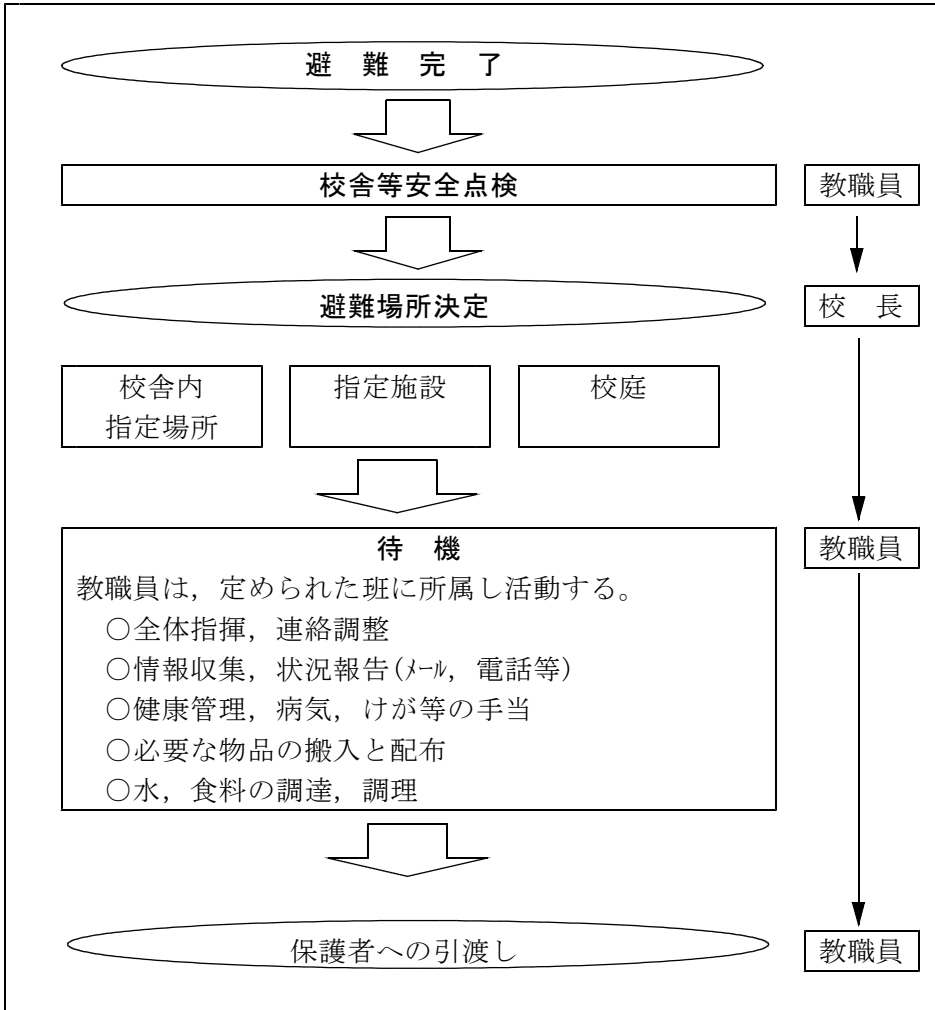 避 難 完 了
校舎等安全点検
教職員
避難場所決定
校 長
校舎内
指定場所
指定施設
校庭
待 機
教職員
教職員は，定められた班に所属し活動する。
○全体指揮，連絡調整
○情報収集，状況報告(ﾒｰﾙ，電話等)
○健康管理，病気，けが等の手当
○必要な物品の搬入と配布
○水，食料の調達，調理
保護者への引渡し
教職員